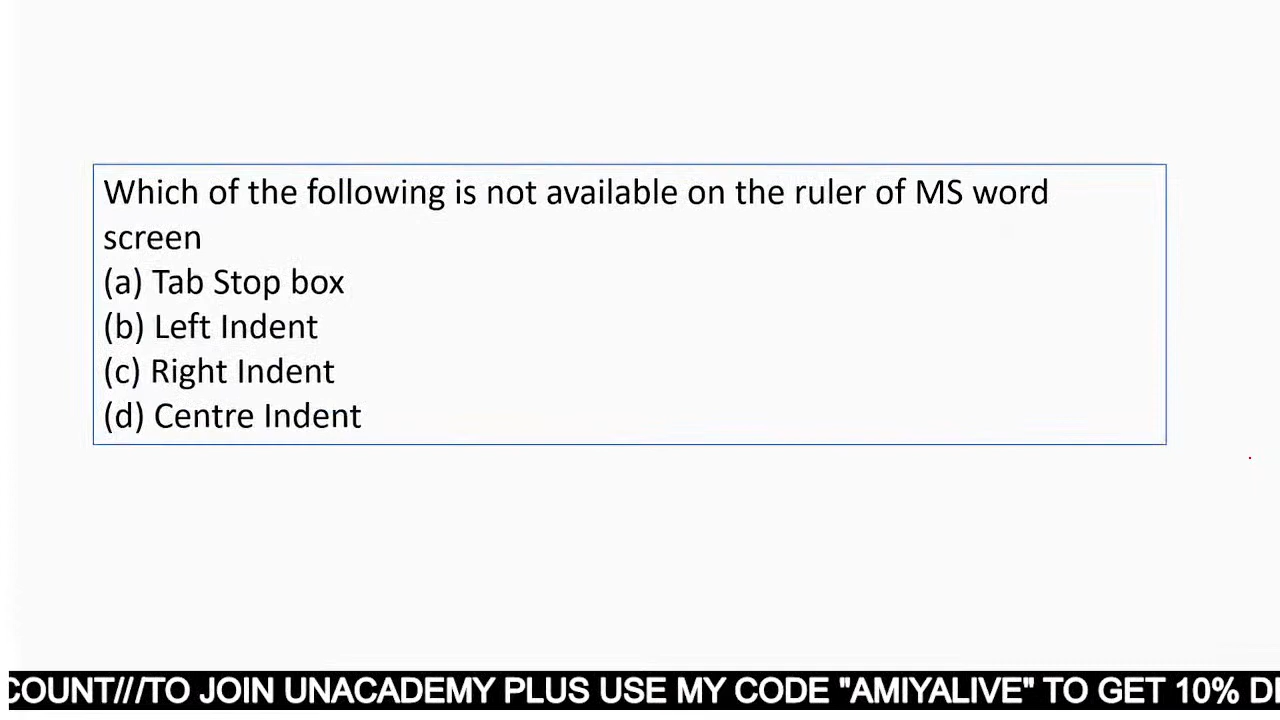 Which of the following is not available on the ruler of MS word
screen
(a) Tab Stop box
(b) Left Indent
(c) Right Indent
(d) Centre Indent
COUNT///TO JOIN UNACADEMY PLUS USE MY CODE "AMIYALIVE" TO GET 10% DI